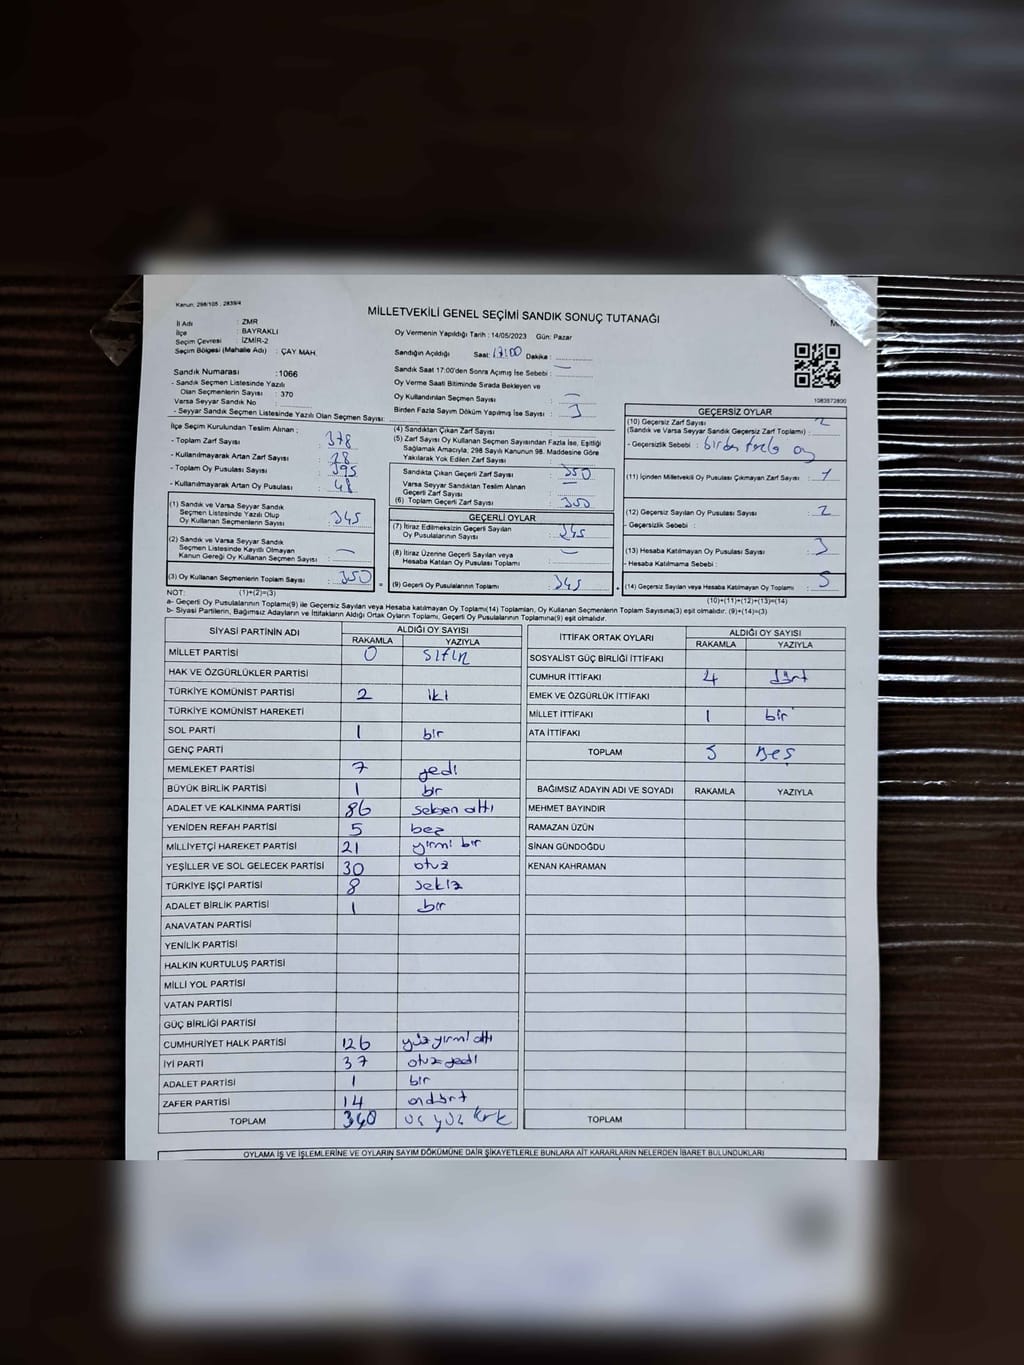 Kanun: 298/105 ; 2839/4
MİLLETVEKİLİ GENEL SEÇİMİ SANDIK SONUÇ TUTANAĞI
İl Adı : ZMR
İlçe : BAYRAKLI
Seçim Çevresi : İZMİR-2
Seçim Bölgesi (Mahalle Adı) : ÇAY MAH.
Sandık Numarası :1066
- Sandık Seçmen Listesinde Yazılı
Olan Seçmenlerin Sayısı : 370
Varsa Seyyar Sandık No
- Seyyar Sandık Seçmen Listesinde Yazılı Olan Seçmen Sayısı:
Oy Vermenin Yapıldığı Tarih : 14/05/2023 Gün: Pazar
Sandığın Açıldığı Saat: 17:00 Dakika :
Sandık Saat 17:00'den Sonra Açımış İse Sebebi : —
Oy Verme Saati Bitiminde Sırada Bekleyen ve
Oy Kullandırılan Seçmen Sayısı : —
Birden Fazla Sayım Döküm Yapılmış İse Sayısı : 3
1083572800
İlçe Seçim Kurulundan Teslim Alınan ;
- Toplam Zarf Sayısı : 378
- Kullanılmayarak Artan Zarf Sayısı : 28
- Toplam Oy Pusulası Sayısı : 395
- Kullanılmayarak Artan Oy Pusulası : 48
(1) Sandık ve Varsa Seyyar Sandık
Seçmen Listesinde Yazılı Olup
Oy Kullanan Seçmenlerin Sayısı : 345
(2) Sandık ve Varsa Seyyar Sandık
Seçmen Listesinde Kayıtlı Olmayan
Kanun Gereği Oy Kullanan Seçmen Sayısı : —
(3) Oy Kullanan Seçmenlerin Toplam Sayısı : 350
(1)+(2)=(3)
(4) Sandıktan Çıkan Zarf Sayısı :
(5) Zarf Sayısı Oy Kullanan Seçmen Sayısından Fazla İse, Eşitliği
Sağlamak Amacıyla, 298 Sayılı Kanunun 98. Maddesine Göre
Yakılarak Yok Edilen Zarf Sayısı :
Sandıkta Çıkan Geçerli Zarf Sayısı : 350
Varsa Seyyar Sandıktan Teslim Alınan
Geçerli Zarf Sayısı : —
(6) Toplam Geçerli Zarf Sayısı : 350
GEÇERLİ OYLAR
(7) İtiraz Edilmeksizin Geçerli Sayılan
Oy Pusulalarının Sayısı : 345
(8) İtiraz Üzerine Geçerli Sayılan veya
Hesaba Katılan Oy Pusulası Toplamı : —
(9) Geçerli Oy Pusulalarının Toplamı : 345
GEÇERSİZ OYLAR
(10) Geçersiz Zarf Sayısı : 2
(Sandık ve Varsa Seyyar Sandık Geçersiz Zarf Toplamı)
- Geçersizlik Sebebi : birden fazla oy
(11) İçinden Milletvekili Oy Pusulası Çıkmayan Zarf Sayısı : 1
(12) Geçersiz Sayılan Oy Pusulası Sayısı : 2
- Geçersizlik Sebebi :
(13) Hesaba Katılmayan Oy Pusulası Sayısı : 3
- Hesaba Katılmama Sebebi :
(14) Geçersiz Sayılan veya Hesaba Katılmayan Oy Toplamı : 5
(10)+(11)+(12)+(13)=(14)
NOT:
a- Geçerli Oy Pusulalarının Toplamı(9) ile Geçersiz Sayılan veya Hesaba katılmayan Oy Toplamı(14) Toplamları, Oy Kullanan Seçmenlerin Toplam Sayısına(3) eşit olmalıdır. (9)+(14)=(3)
b- Siyasi Partilerin, Bağımsız Adayların ve İttifakların Aldığı Ortak Oyların Toplamı, Geçerli Oy Pusulalarının Toplamına(9) eşit olmalıdır.
SİYASİ PARTİNİN ADI ALDIĞI OY SAYISI
RAKAMLA YAZIYLA
MİLLET PARTİSİ 0 sıfır
HAK VE ÖZGÜRLÜKLER PARTİSİ
TÜRKİYE KOMÜNİST PARTİSİ 2 iki
TÜRKİYE KOMÜNİST HAREKETİ
SOL PARTİ 1 bir
GENÇ PARTİ
MEMLEKET PARTİSİ 7 yedi
BÜYÜK BİRLİK PARTİSİ 1 bir
ADALET VE KALKINMA PARTİSİ 86 seksen altı
YENİDEN REFAH PARTİSİ 5 beş
MİLLİYETÇİ HAREKET PARTİSİ 21 yirmi bir
YEŞİLLER VE SOL GELECEK PARTİSİ 30 otuz
TÜRKİYE İŞÇİ PARTİSİ 8 sekiz
ADALET BİRLİK PARTİSİ 1 bir
ANAVATAN PARTİSİ
YENİLİK PARTİSİ
HALKIN KURTULUŞ PARTİSİ
MİLLİ YOL PARTİSİ
VATAN PARTİSİ
GÜÇ BİRLİĞİ PARTİSİ
CUMHURİYET HALK PARTİSİ 126 yüz yirmi altı
İYİ PARTİ 37 otuz yedi
ADALET PARTİSİ 1 bir
ZAFER PARTİSİ 14 ondört
TOPLAM 340 üç yüz kırk
İTTİFAK ORTAK OYLARI ALDIĞI OY SAYISI
RAKAMLA YAZIYLA
SOSYALİST GÜÇ BİRLİĞİ İTTİFAKI
CUMHUR İTTİFAKI 4 dört
EMEK VE ÖZGÜRLÜK İTTİFAKI
MİLLET İTTİFAKI 1 bir
ATA İTTİFAKI
TOPLAM 5 Beş
BAĞIMSIZ ADAYIN ADI VE SOYADI RAKAMLA YAZIYLA
MEHMET BAYINDIR
RAMAZAN ÜZÜN
SİNAN GÜNDOĞDU
KENAN KAHRAMAN
TOPLAM
OYLAMA İŞ VE İŞLEMLERİNE VE OYLARIN SAYIM DÖKÜMÜNE DAİR ŞİKAYETLERLE BUNLARA AİT KARARLARIN NELERDEN İBARET BULUNDUKLARI